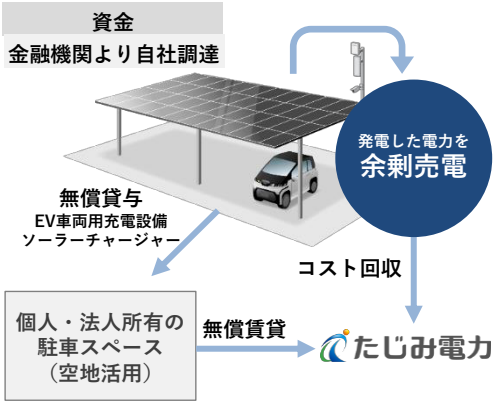 資金
金融機関より自社調達
発電した電力を
余剰売電
無償貸与
EV車両用充電設備
ソーラーチャージャー
コスト回収
個人・法人所有の
駐車スペース
（空地活用）
無償賃貸
たじみ電力